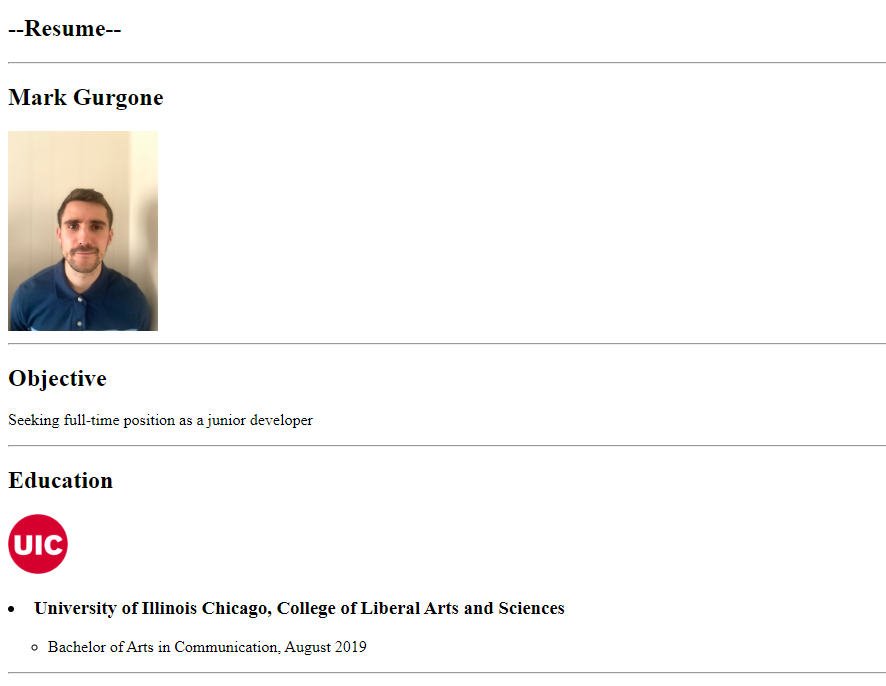 --Resume--
Mark Gurgone
Objective
Seeking full-time position as a junior developer
Education
UIC
University of Illinois Chicago, College of Liberal Arts and Sciences
Bachelor of Arts in Communication, August 2019